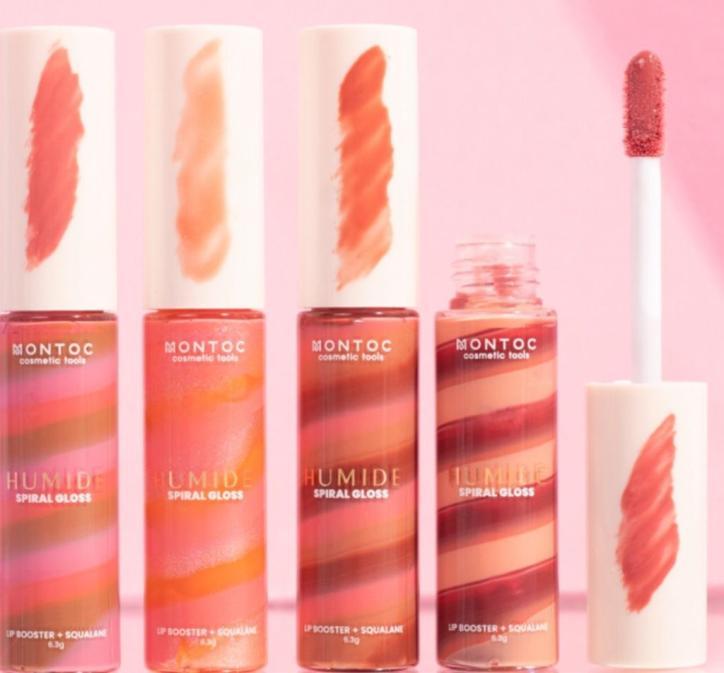 MONTOC
cosmetic tools
HUMIDE
SPIRAL GLOSS
LIP BOOSTER + SQUALANE
6.3g
MONTOC
cosmetic tools
HUMIDE
SPIRAL GLOSS
LIP BOOSTER + SQUALANE
6.3g
MONTOC
cosmetic tools
HUMIDE
SPIRAL GLOSS
LIP BOOSTER + SQUALANE
6.3g
MONTOC
cosmetic tools
HUMIDE
SPIRAL GLOSS
LIP BOOSTER + SQUALANE
6.3g